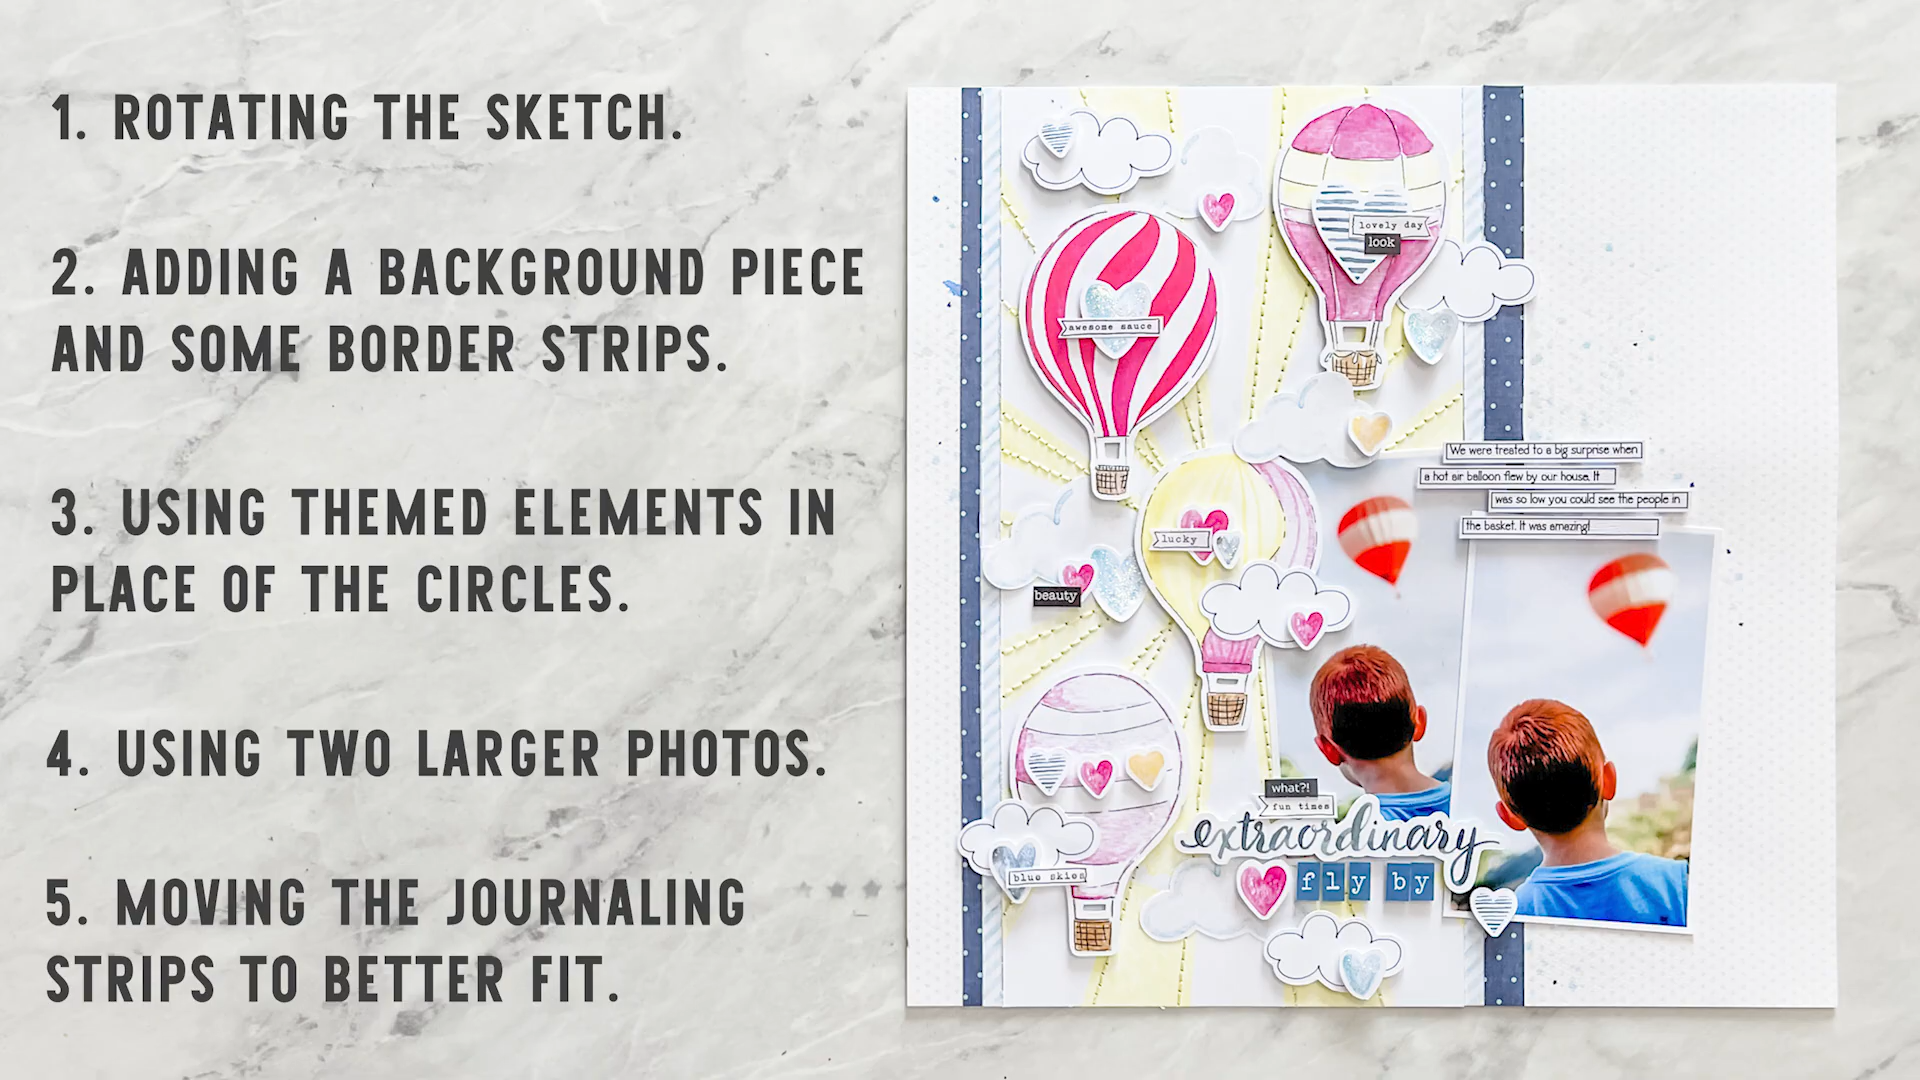 1. ROTATING THE SKETCH.
2. ADDING A BACKGROUND PIECE
AND SOME BORDER STRIPS.
3. USING THEMED ELEMENTS IN
PLACE OF THE CIRCLES.
4. USING TWO LARGER PHOTOS.
5. MOVING THE JOURNALING
STRIPS TO BETTER FIT.
lovely day
look
awesome sauce
We were treated to a big surprise when
a hot air balloon flew by our house. It
was so low you could see the people in
the basket. It was amazing!
lucky
beauty
what?!
fun times
extraordinary
fly by
blue skies